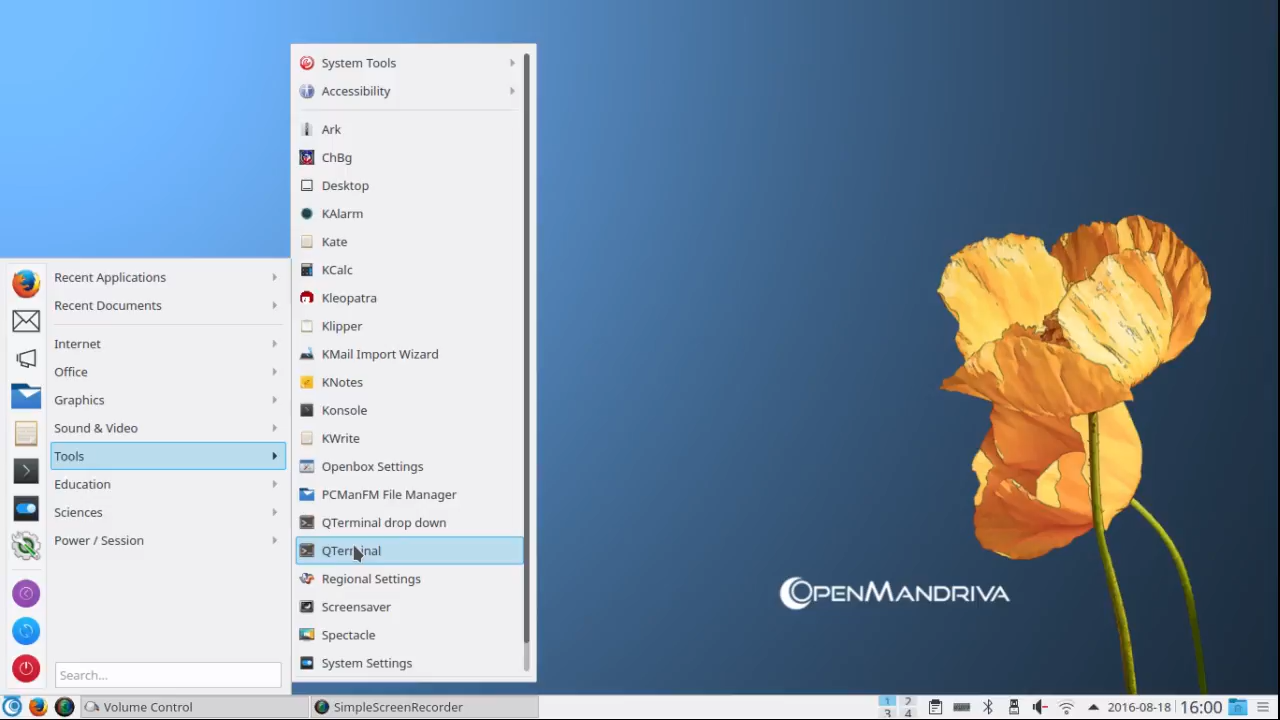 System Tools
Accessibility
Ark
ChBg
Desktop
KAlarm
Kate
KCalc
Kleopatra
Klipper
KMail Import Wizard
KNotes
Konsole
KWrite
Openbox Settings
PCManFM File Manager
QTerminal drop down
QTerminal
Regional Settings
Screensaver
Spectacle
System Settings
Recent Applications
Recent Documents
Internet
Office
Graphics
Sound & Video
Tools
Education
Sciences
Power / Session
Search...
OpenMandriva
Volume Control
SimpleScreenRecorder
1 2
3 4
2016-08-18 16:00